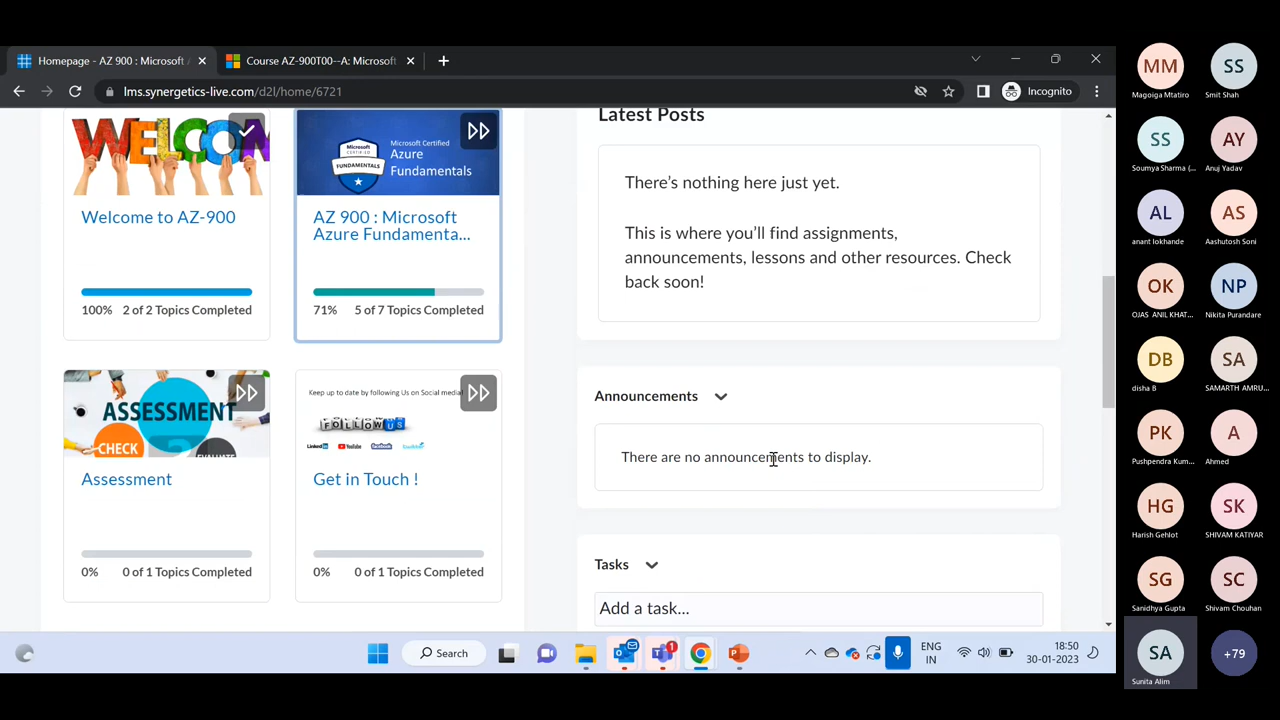 Homepage - AZ 900 : Microsoft A
Course AZ-900T00--A: Microsoft
lms.synergetics-live.com/d2l/home/6721
Incognito
WELCOM
Microsoft Certified
Azure
Fundamentals
Microsoft
CERTIFIED
FUNDAMENTALS
Welcome to AZ-900
AZ 900 : Microsoft
Azure Fundamenta...
100% 2 of 2 Topics Completed
71% 5 of 7 Topics Completed
ASSESSMENT
CHECK
Keep up to date by following Us on Social media!
FOLLOW US
LinkedIn
YouTube
Facebook
Assessment
Get in Touch !
0% 0 of 1 Topics Completed
0% 0 of 1 Topics Completed
Latest Posts
There's nothing here just yet.
This is where you'll find assignments,
announcements, lessons and other resources. Check
back soon!
Announcements
There are no announcements to display.
Tasks
Add a task...
Search
1
ENG
IN
18:50
30-01-2023
MM
Magoiga Mtatiro
SS
Smit Shah
SS
Soumya Sharma (...
AY
Anuj Yadav
AL
anant lokhande
AS
Aashutosh Soni
OK
OJAS ANIL KHAT...
NP
Nikita Purandare
DB
disha B
SA
SAMARTH AMRU...
PK
Pushpendra Kum...
A
Ahmed
HG
Harish Gehlot
SK
SHIVAM KATIYAR
SG
Sanidhya Gupta
SC
Shivam Chouhan
SA
Sunita Alim
+79